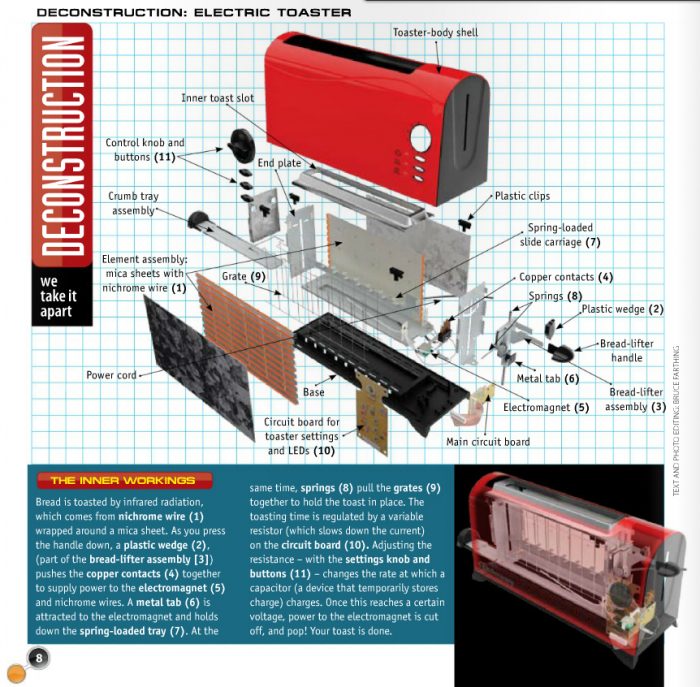 DECONSTRUCTION: ELECTRIC TOASTER
DECONSTRUCTION
we
take it
apart
Toaster-body shell
Inner toast slot
Control knob and
buttons (11)
End plate
Crumb tray
assembly
Plastic clips
Spring-loaded
slide carriage (7)
Element assembly:
mica sheets with
nichrome wire (1)
Grate (9)
Copper contacts (4)
Springs (8)
Plastic wedge (2)
Bread-lifter
handle
Power cord
Base
Metal tab (6)
Bread-lifter
assembly (3)
Electromagnet (5)
Circuit board for
toaster settings
and LEDs (10)
Main circuit board
TEXT AND PHOTO EDITING: BRUCE FARTHING
THE INNER WORKINGS
Bread is toasted by infrared radiation,
which comes from nichrome wire (1)
wrapped around a mica sheet. As you press
the handle down, a plastic wedge (2),
(part of the bread-lifter assembly [3])
pushes the copper contacts (4) together
to supply power to the electromagnet (5)
and nichrome wires. A metal tab (6) is
attracted to the electromagnet and holds
down the spring-loaded tray (7). At the
same time, springs (8) pull the grates (9)
together to hold the toast in place. The
toasting time is regulated by a variable
resistor (which slows down the current)
on the circuit board (10). Adjusting the
resistance – with the settings knob and
buttons (11) – changes the rate at which a
capacitor (a device that temporarily stores
charge) charges. Once this reaches a certain
voltage, power to the electromagnet is cut
off, and pop! Your toast is done.
8